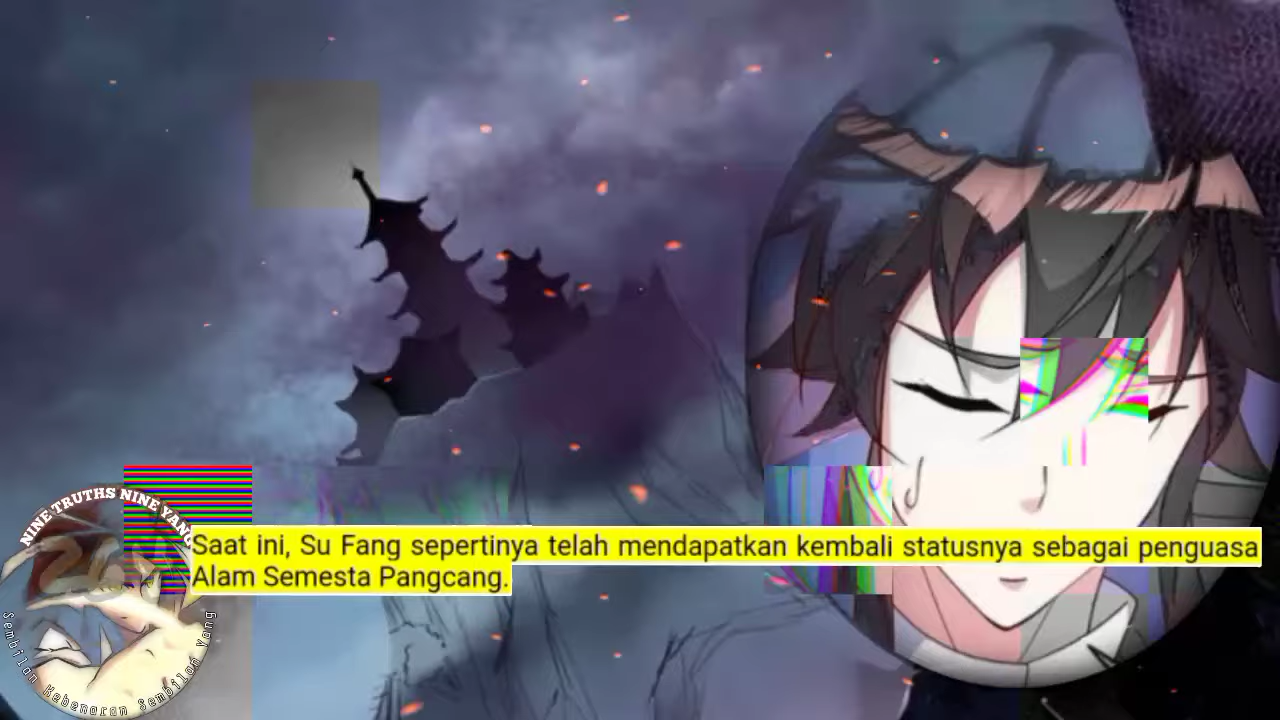 NINE TRUTHS NINE YANG
Saat ini, Su Fang sepertinya telah mendapatkan kembali statusnya sebagai penguasa
Alam Semesta Pangcang.
Sembilan Kebenaran Sembilan Yang